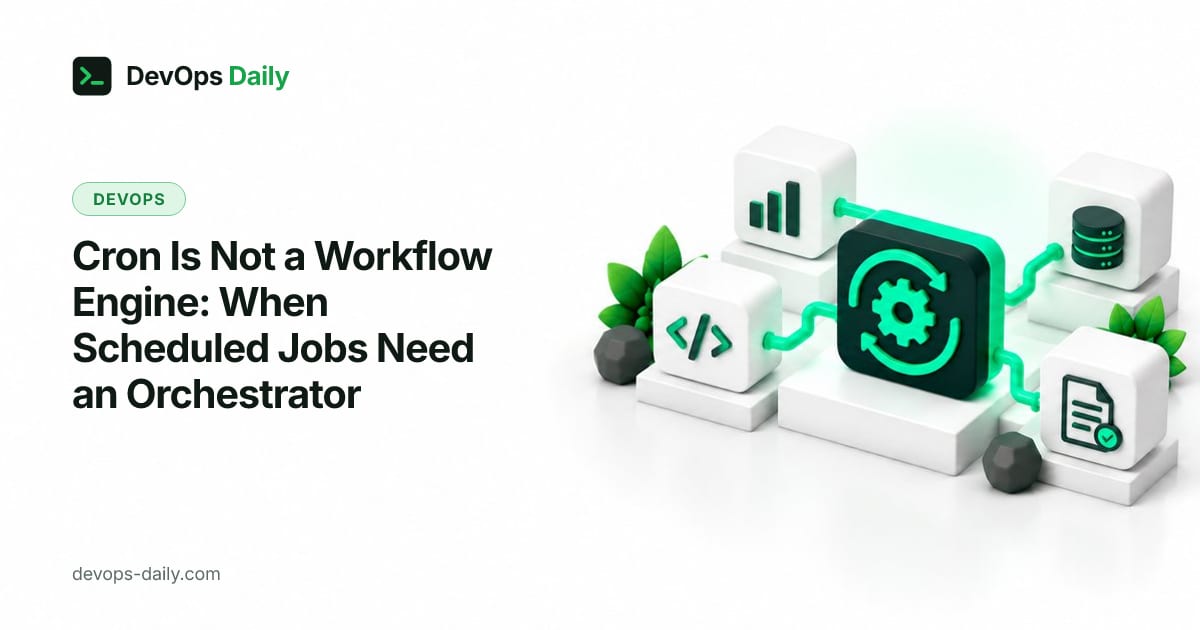 DevOps Daily
DEVOPS
Cron Is Not a Workflow
Engine: When
Scheduled Jobs Need
an Orchestrator
devops-daily.com